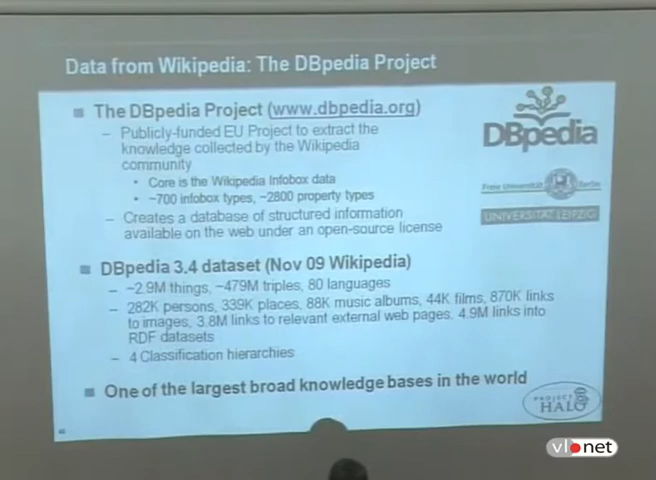 Data from Wikipedia: The DBpedia Project
The DBpedia Project (www.dbpedia.org)
– Publicly-funded EU Project to extract the
knowledge collected by the Wikipedia
community
• Core is the Wikipedia Infobox data
• ~700 infobox types, ~2800 property types
– Creates a database of structured information
available on the web under an open-source license
DBpedia
Freie Universität Berlin
UNIVERSITÄT LEIPZIG
DBpedia 3.4 dataset (Nov 09 Wikipedia)
– ~2.9M things, ~479M triples, 80 languages
– 282K persons, 339K places, 88K music albums, 44K films, 870K links
to images, 3.8M links to relevant external web pages. 4.9M links into
RDF datasets
– 4 Classification hierarchies
One of the largest broad knowledge bases in the world
PROJECT
HALO
vl net